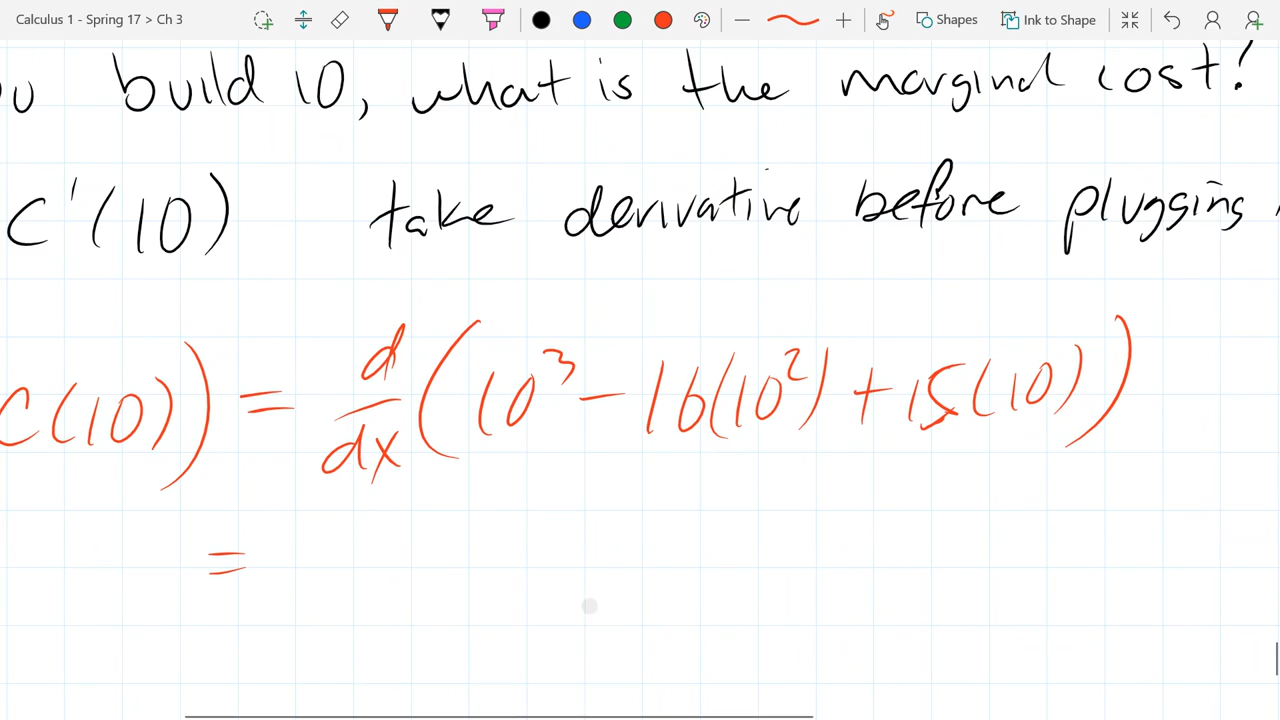 Calculus 1 - Spring 17 > Ch 3
Shapes
Ink to Shape
build 10, what is the marginal cost?
C'(10) take derivative before plugging
C(10)) = d/dx (10³ - 16(10²) + 15(10))
=